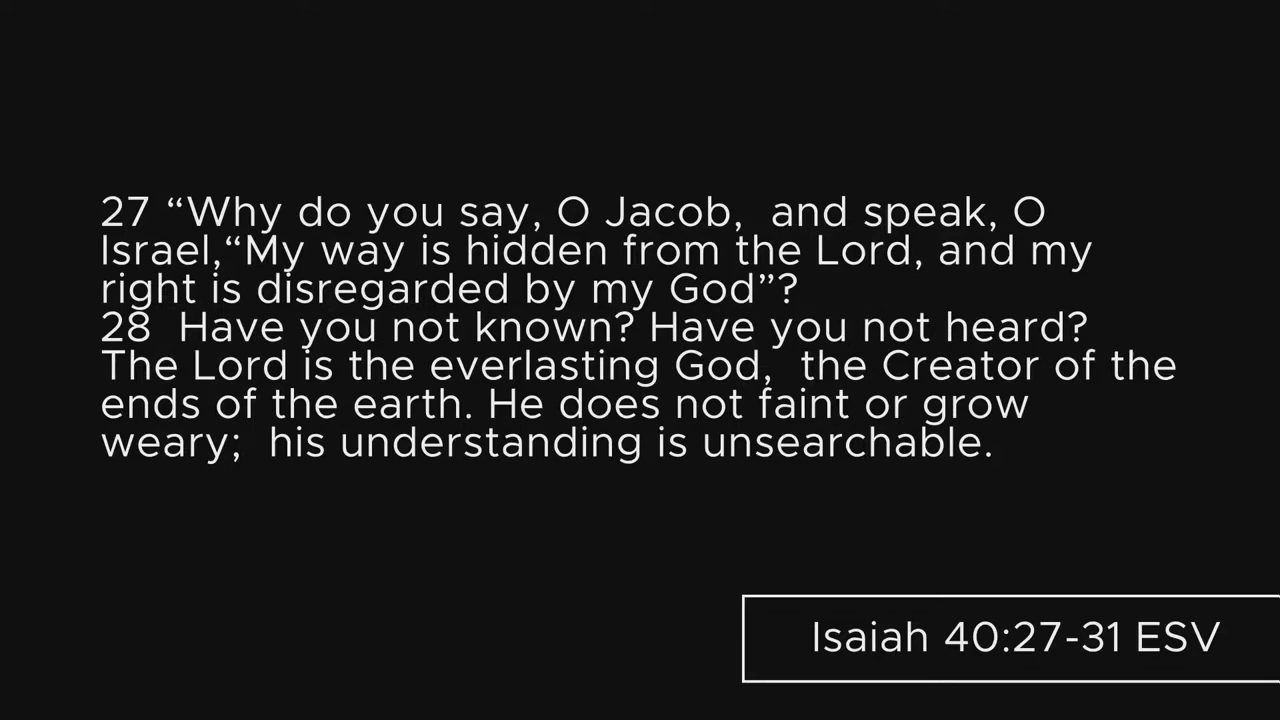 27 “Why do you say, O Jacob,  and speak, O
Israel,“My way is hidden from the Lord, and my
right is disregarded by my God”?
28  Have you not known? Have you not heard?
The Lord is the everlasting God,  the Creator of the
ends of the earth. He does not faint or grow
weary;  his understanding is unsearchable.
Isaiah 40:27-31 ESV